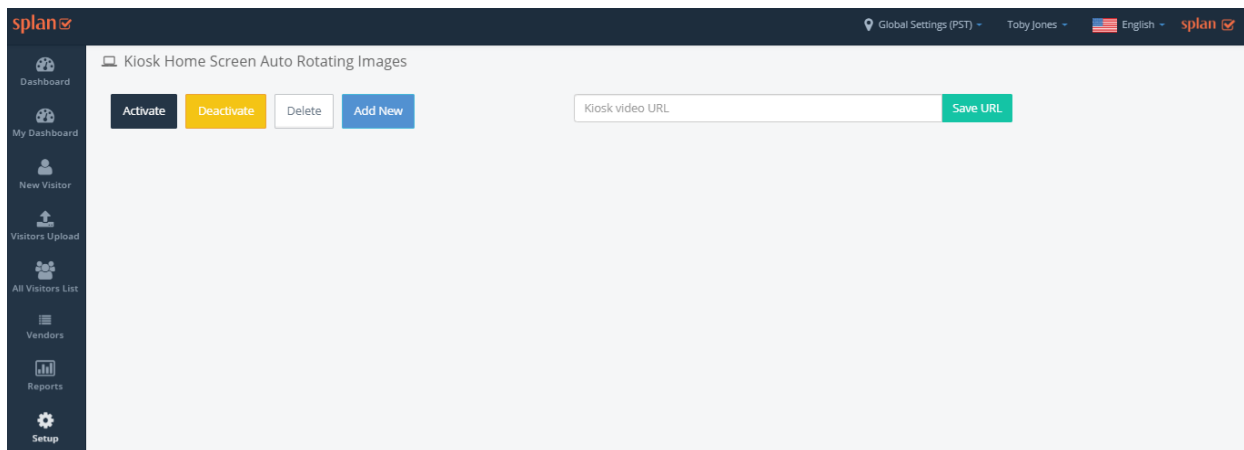 splan
Global Settings (PST)
Toby Jones
English
splan
Dashboard
My Dashboard
New Visitor
Visitors Upload
All Visitors List
Vendors
Reports
Setup
Kiosk Home Screen Auto Rotating Images
Activate Deactivate Delete Add New
Kiosk video URL Save URL